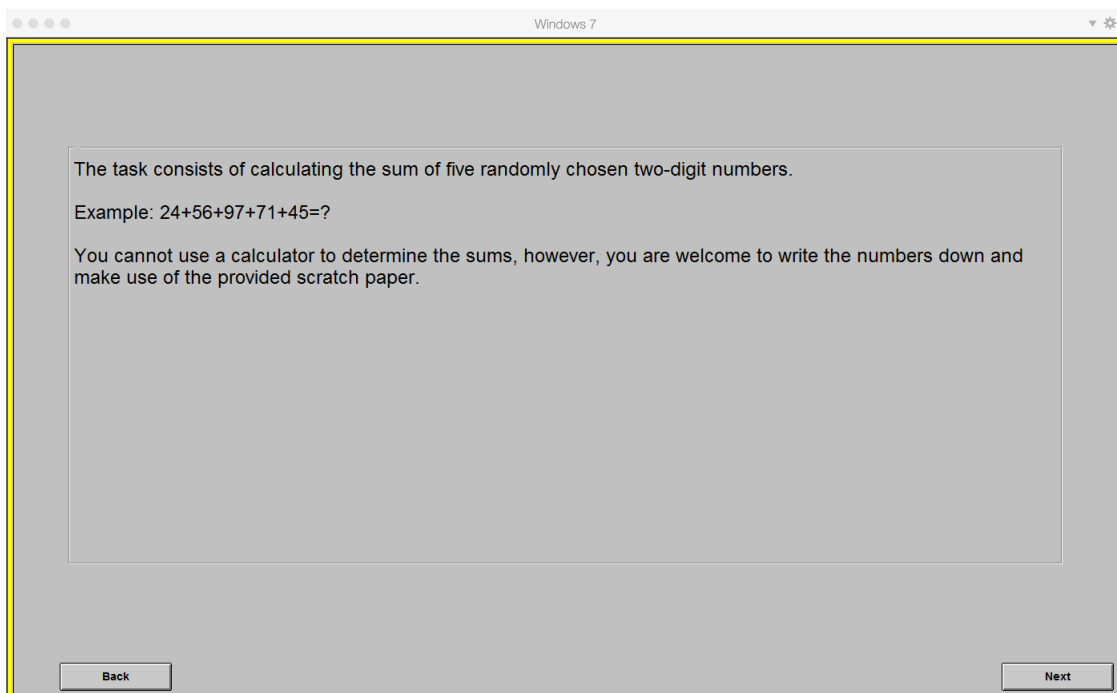 Windows 7
The task consists of calculating the sum of five randomly chosen two-digit numbers.
Example: 24+56+97+71+45=?
You cannot use a calculator to determine the sums, however, you are welcome to write the numbers down and
make use of the provided scratch paper.
Back
Next